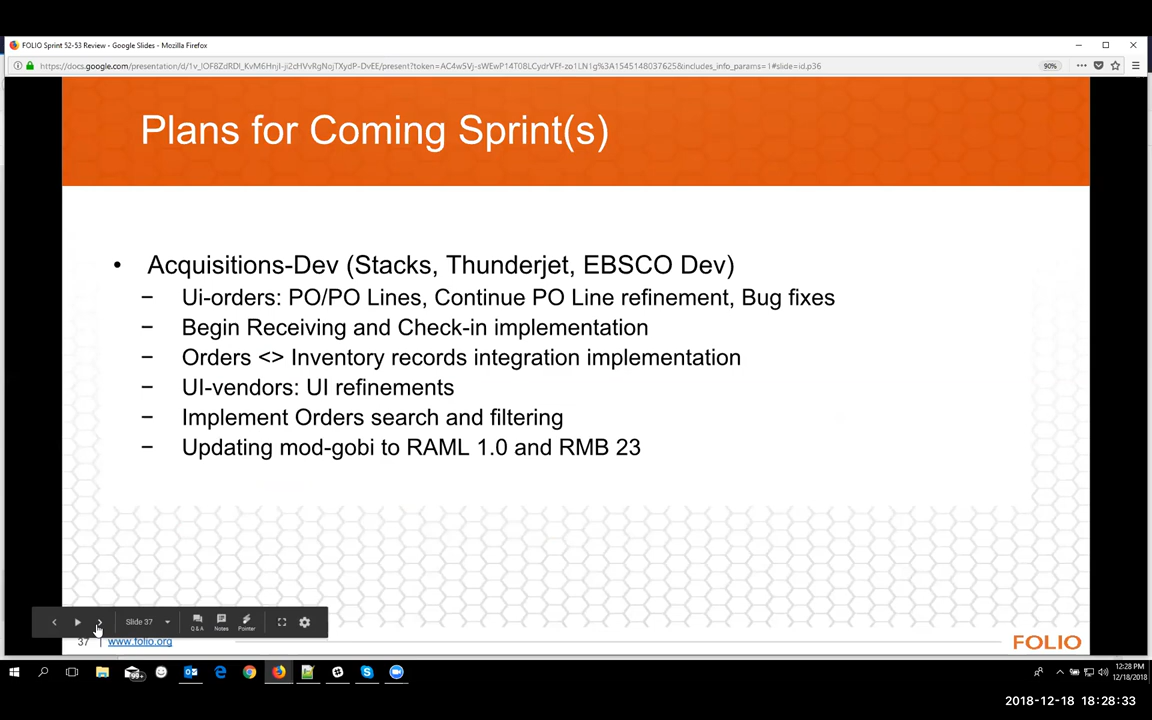 FOLIO Sprint 52-53 Review - Google Slides - Mozilla Firefox
90%
Plans for Coming Sprint(s)
• Acquisitions-Dev (Stacks, Thunderjet, EBSCO Dev)
− Ui-orders: PO/PO Lines, Continue PO Line refinement, Bug fixes
− Begin Receiving and Check-in implementation
− Orders <> Inventory records integration implementation
− UI-vendors: UI refinements
− Implement Orders search and filtering
− Updating mod-gobi to RAML 1.0 and RMB 23
Slide 37
Q&A Notes Pointer
37 | www.folio.org
FOLIO
99+
12:28 PM
12/18/2018
2018-12-18 18:28:33